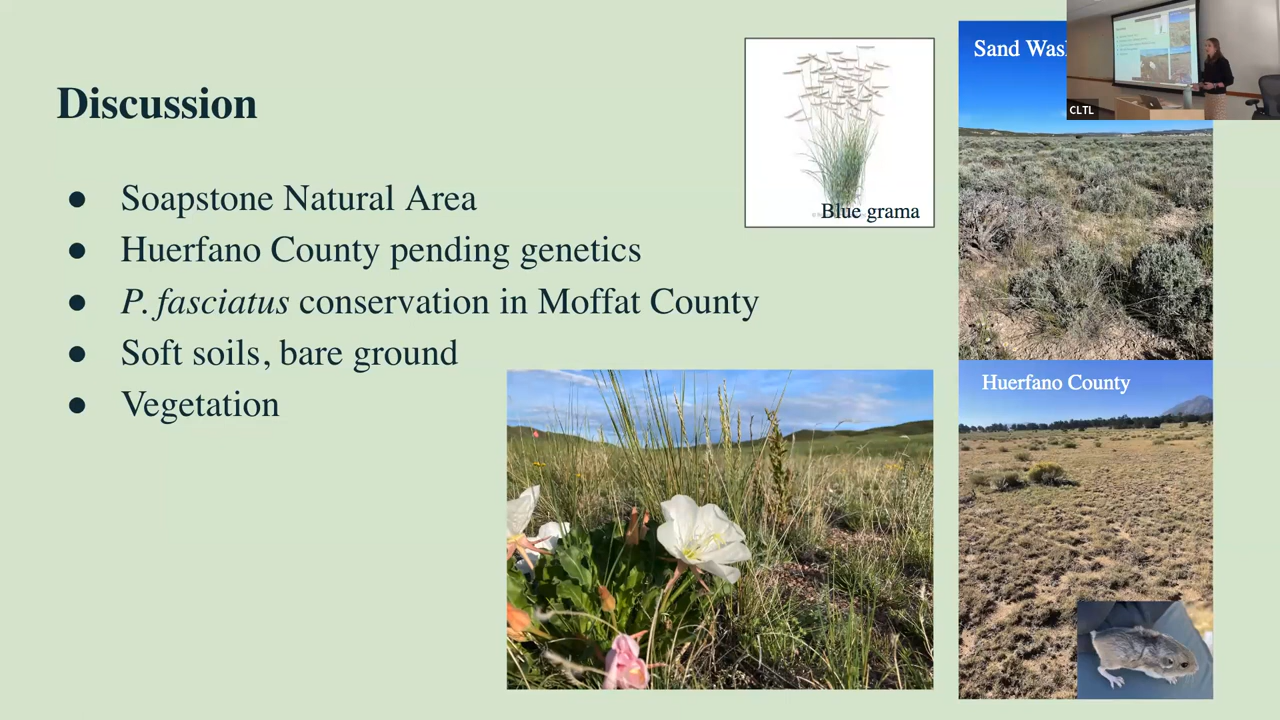 Discussion
● Soapstone Natural Area
● Huerfano County pending genetics
● P. fasciatus conservation in Moffat County
● Soft soils, bare ground
● Vegetation
Blue grama
Sand
CLTL
Huerfano County